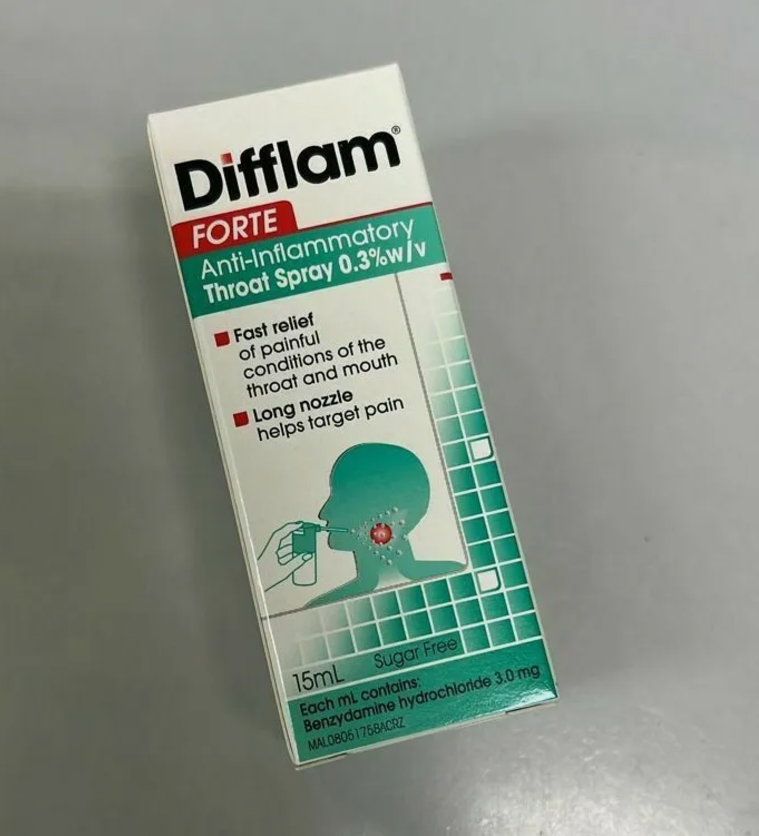 Difflam®
FORTE
Anti-Inflammatory
Throat Spray 0.3%w/v
Fast relief
of painful
conditions of the
throat and mouth
Long nozzle
helps target pain
15mL Sugar Free
Each mL contains:
Benzydamine hydrochloride 3.0 mg
MAL08051758ACRZ